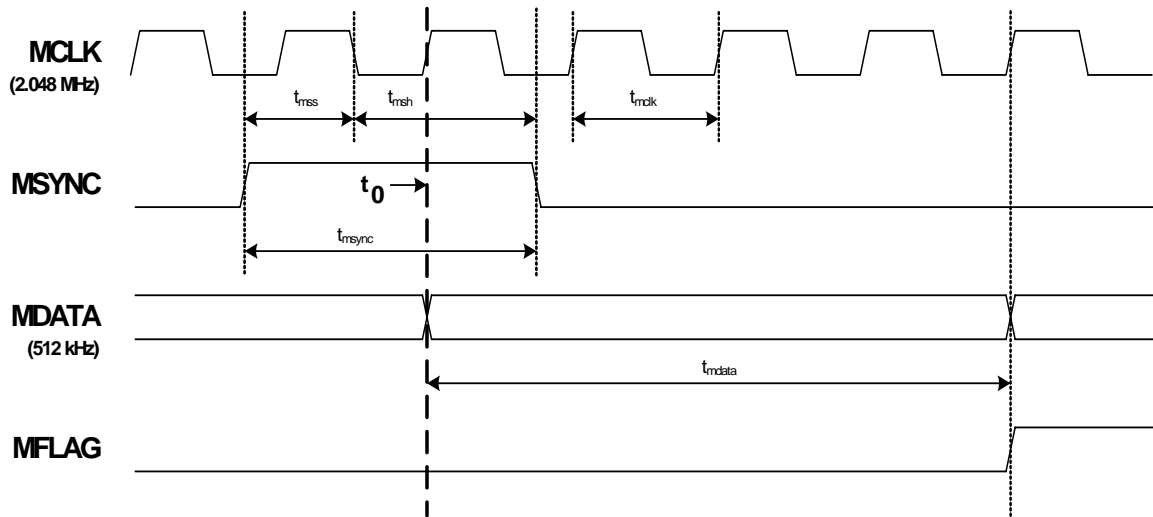 MCLK
(2.048 MHz)
tmss
tmsh
tmclk
MSYNC
t0
tmsync
MDATA
(512 kHz)
tmdata
MFLAG